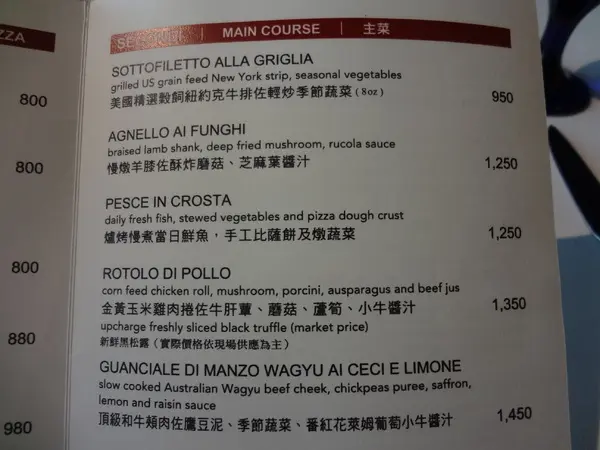 ZZA
800
800
800
880
980
SECONDI | MAIN COURSE | 主菜
SOTTOFILETTO ALLA GRIGLIA
grilled US grain feed New York strip, seasonal vegetables
美國精選穀飼紐約克牛排佐輕炒季節蔬菜(8oz) 950
AGNELLO AI FUNGHI
braised lamb shank, deep fried mushroom, rucola sauce
慢燉羊膝佐酥炸蘑菇、芝麻葉醬汁 1,250
PESCE IN CROSTA
daily fresh fish, stewed vegetables and pizza dough crust
爐烤慢煮當日鮮魚，手工比薩餅及燉蔬菜 1,250
ROTOLO DI POLLO
corn feed chicken roll, mushroom, porcini, auspargus and beef jus
金黃玉米雞肉捲佐牛肝蕈、蘑菇、蘆筍、小牛醬汁 1,350
upcharge freshly sliced black truffle (market price)
新鮮黑松露（實際價格依現場供應為主）
GUANCIALE DI MANZO WAGYU AI CECI E LIMONE
slow cooked Australian Wagyu beef cheek, chickpeas puree, saffron,
lemon and raisin sauce
頂級和牛頰肉佐鷹豆泥、季節蔬菜、番紅花萊姆葡萄小牛醬汁 1,450